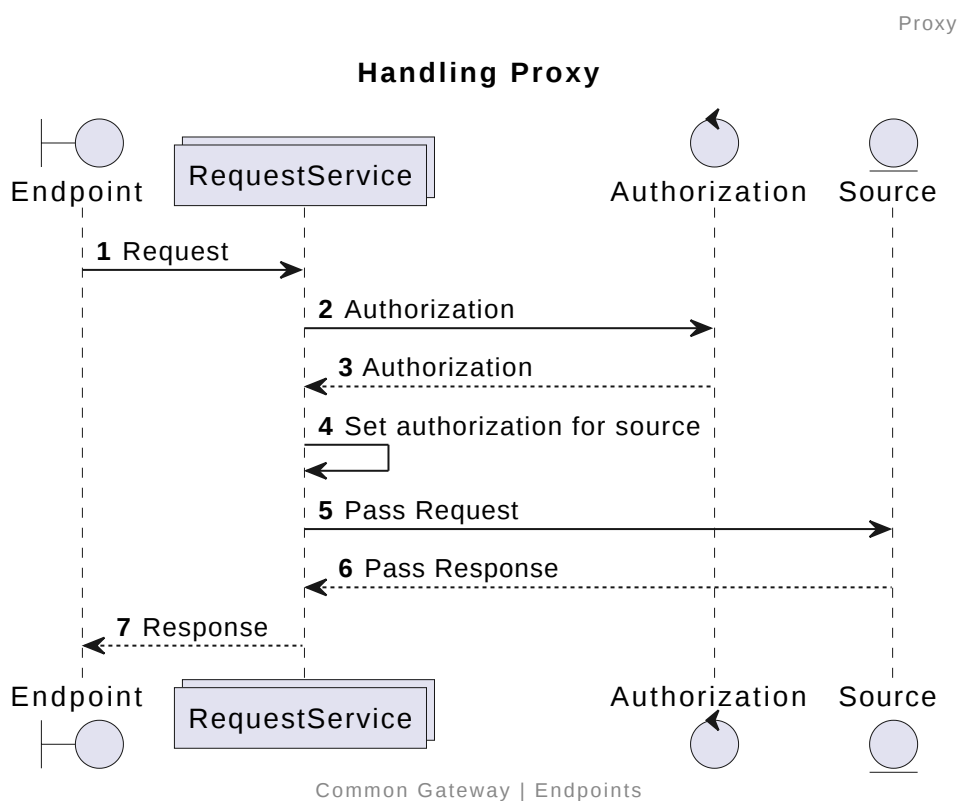 Proxy
Handling Proxy
Endpoint
RequestService
Authorization
Source
1 Request
2 Authorization
3 Authorization
4 Set authorization for source
5 Pass Request
6 Pass Response
7 Response
Endpoint
RequestService
Authorization
Source
Common Gateway | Endpoints